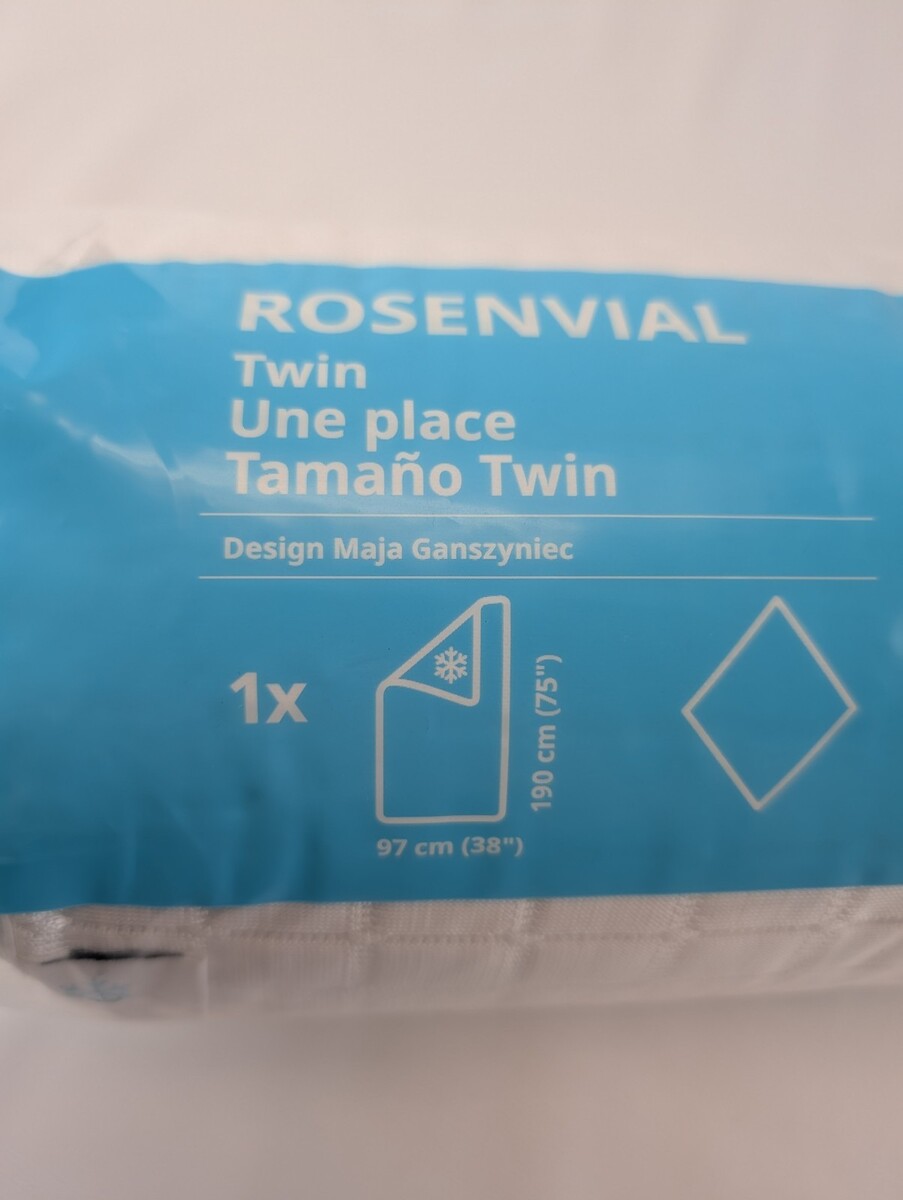 ROSENVIAL
Twin
Une place
Tamaño Twin
Design Maja Ganszyniec
1x
190 cm (75")
97 cm (38")